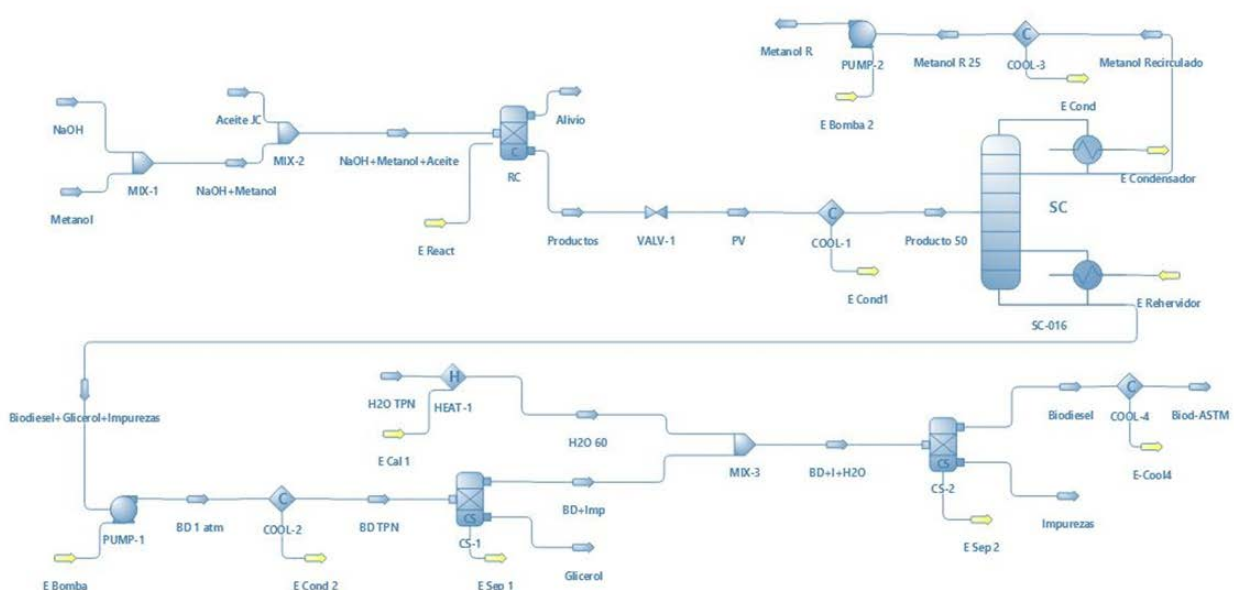 NaOH
Metanol
MIX-1
NaOH+Metanol
Aceite JC
MIX-2
NaOH+Metanol+Aceite
E React
C
RC
Alivio
Productos
VALV-1
PV
C
COOL-1
E Cond1
Producto 50
SC
SC-016
E Condensador
E Rehervidor
Metanol Recirculado
C
COOL-3
E Cond
Metanol R 25
PUMP-2
E Bomba 2
Metanol R
Biodiesel+Glicerol+Impurezas
PUMP-1
E Bomba
BD 1 atm
C
COOL-2
E Cond 2
BD TPN
CS
CS-1
E Sep 1
Glicerol
BD+Imp
H2O TPN
H
HEAT-1
E Cal 1
H2O 60
MIX-3
BD+I+H2O
CS
CS-2
E Sep 2
Impurezas
Biodiesel
C
COOL-4
E-Cool4
Biod-ASTM